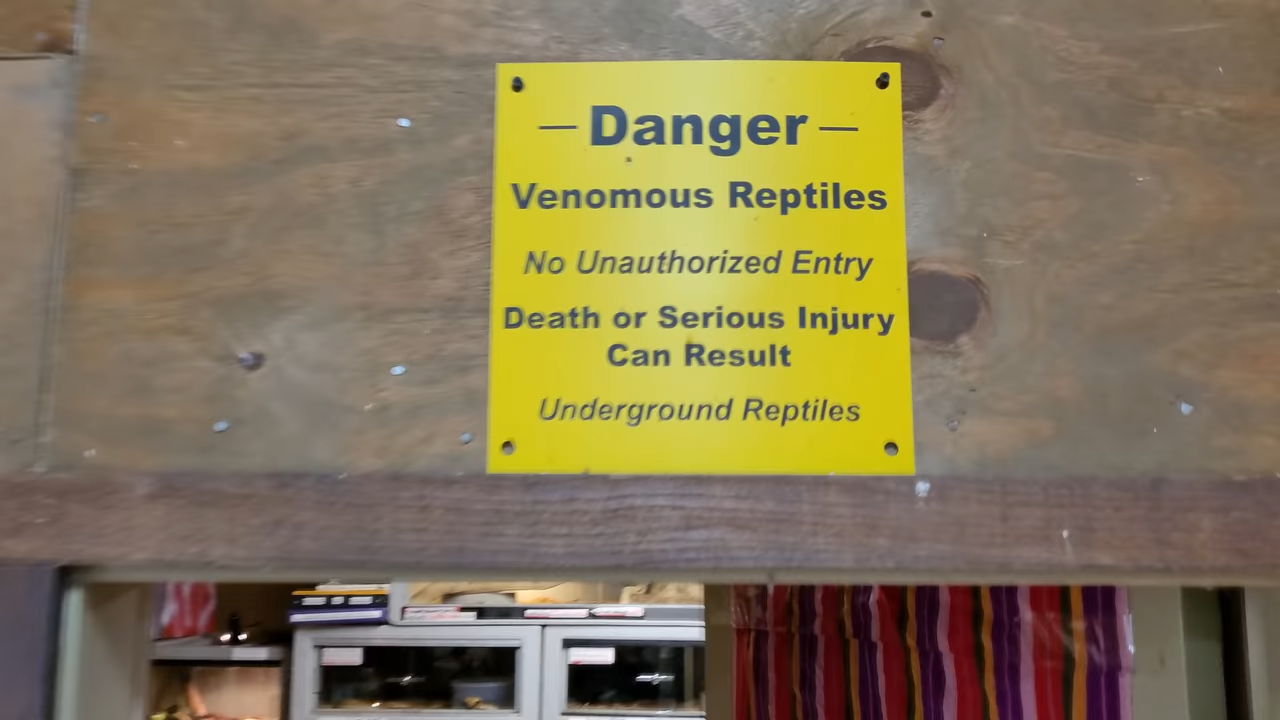 — Danger —
Venomous Reptiles
No Unauthorized Entry
Death or Serious Injury
Can Result
Underground Reptiles